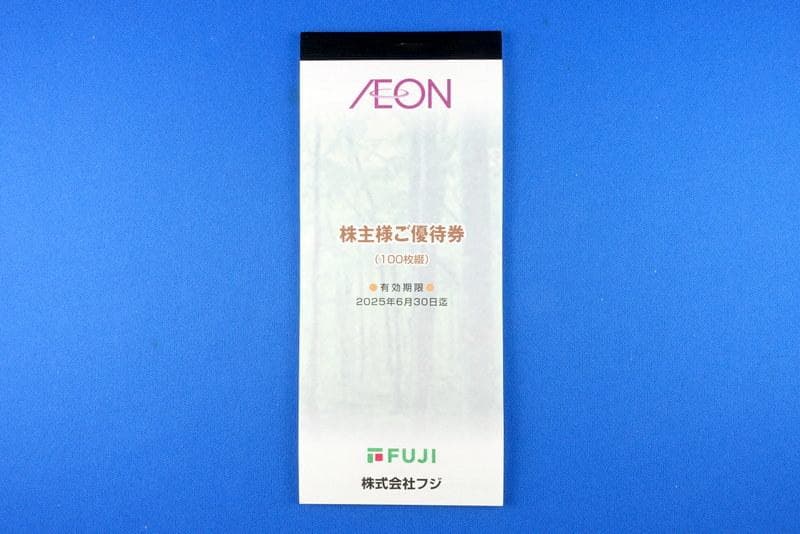 ÆON
株主様ご優待券
（100枚綴）
●有効期限●
2025年6月30日迄
FUJI
株式会社フジ